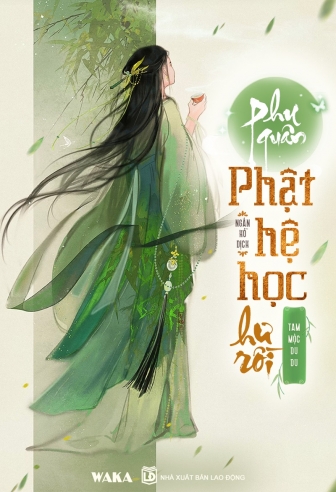 Phu
quân
Phật
hệ
học
hư
rồi
NGÂN
HỒ
DỊCH
TAM
MỘC
DU
DU
WAKA
LĐ
NHÀ XUẤT BẢN LAO ĐỘNG